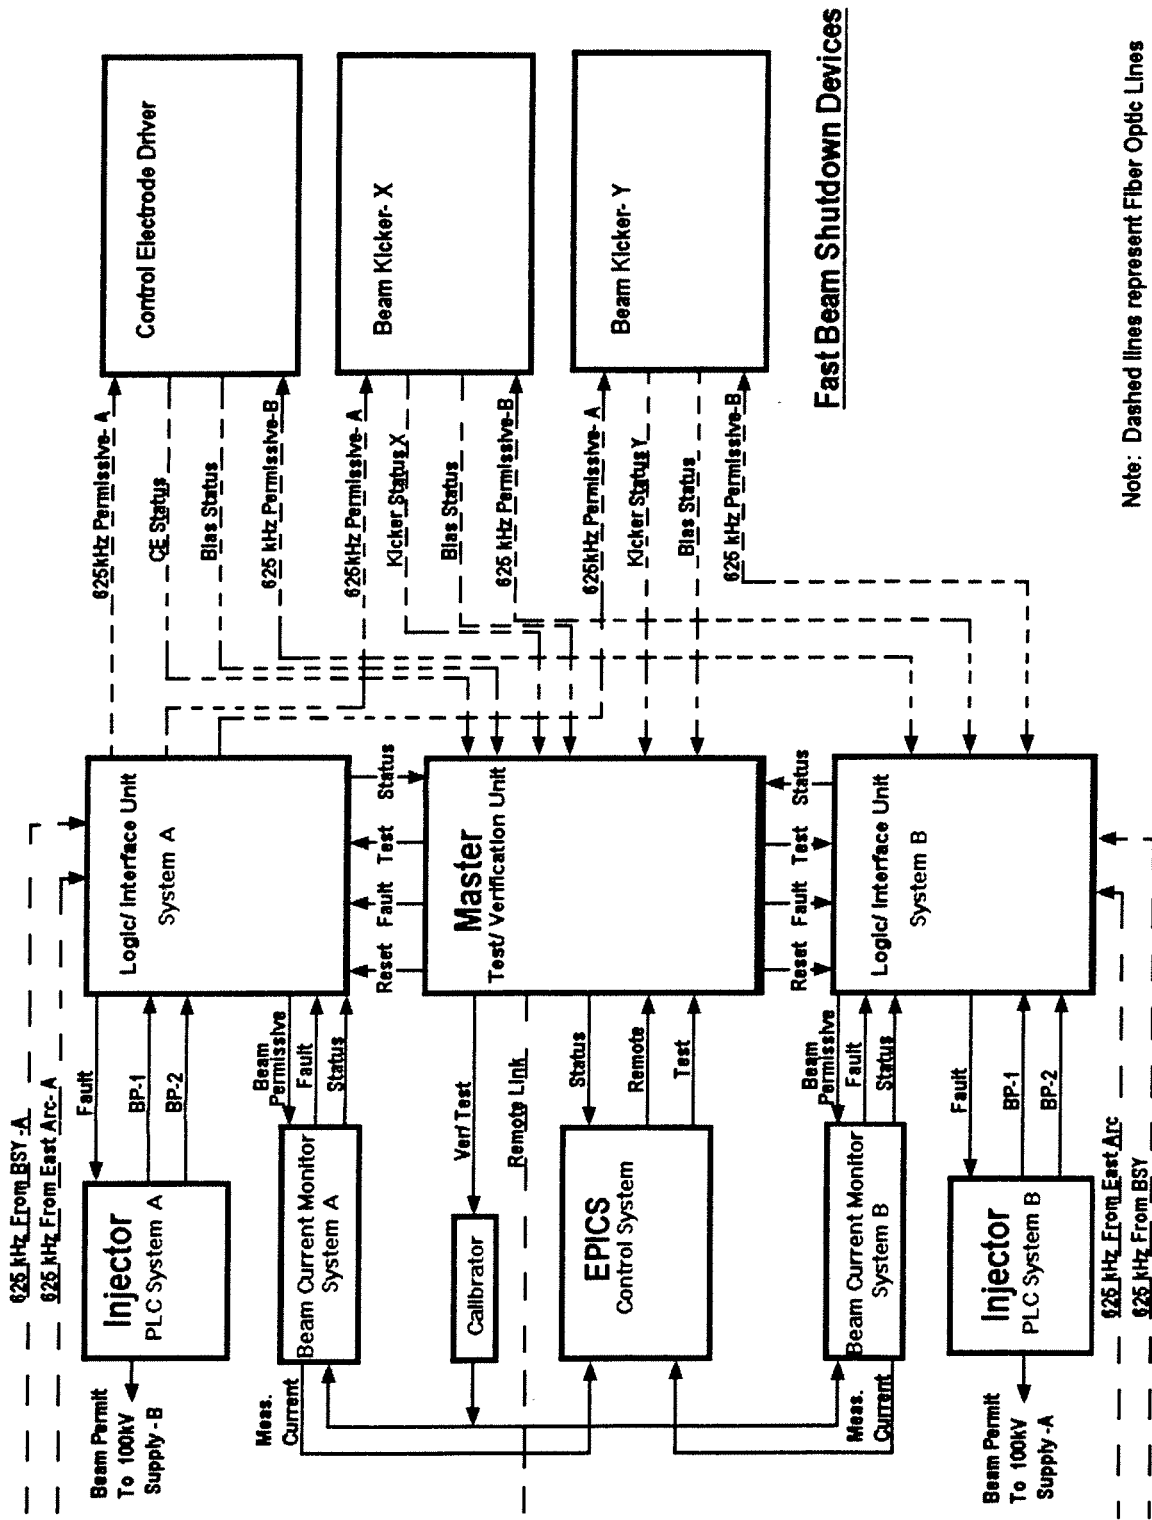 625 kHz From BSY -A
625 kHz From East Arc- A
Beam Permit
To 100kV
Supply -B
Injector
PLC System A
Fault
BP-1
BP-2
Logic/ Interface Unit
System A
625kHz Permissive- A
CE Status
Bias Status
625 kHz Permissive-B
Control Electrode Driver
Meas.
Current
Beam Current Monitor
System A
Beam
Permissive
Fault
Status
Reset
Fault
Test
Status
625kHz Permissive- A
Kicker Status X
Bias Status
625 kHz Permissive-B
Beam Kicker- X
Calibrator
Ver/ Test
Remote Link
Master
Test/ Verification Unit
EPICS
Control System
Status
Remote
Test
625kHz Permissive- A
Kicker Status Y
Bias Status
625 kHz Permissive-B
Beam Kicker- Y
Reset
Fault
Test
Status
Meas.
Current
Beam Current Monitor
System B
Beam
Permissive
Fault
Status
Logic/ Interface Unit
System B
Fast Beam Shutdown Devices
Beam Permit
To 100kV
Supply -A
Injector
PLC System B
Fault
BP-1
BP-2
625 kHz From East Arc
625 kHz From BSY
Note: Dashed lines represent Fiber Optic Lines